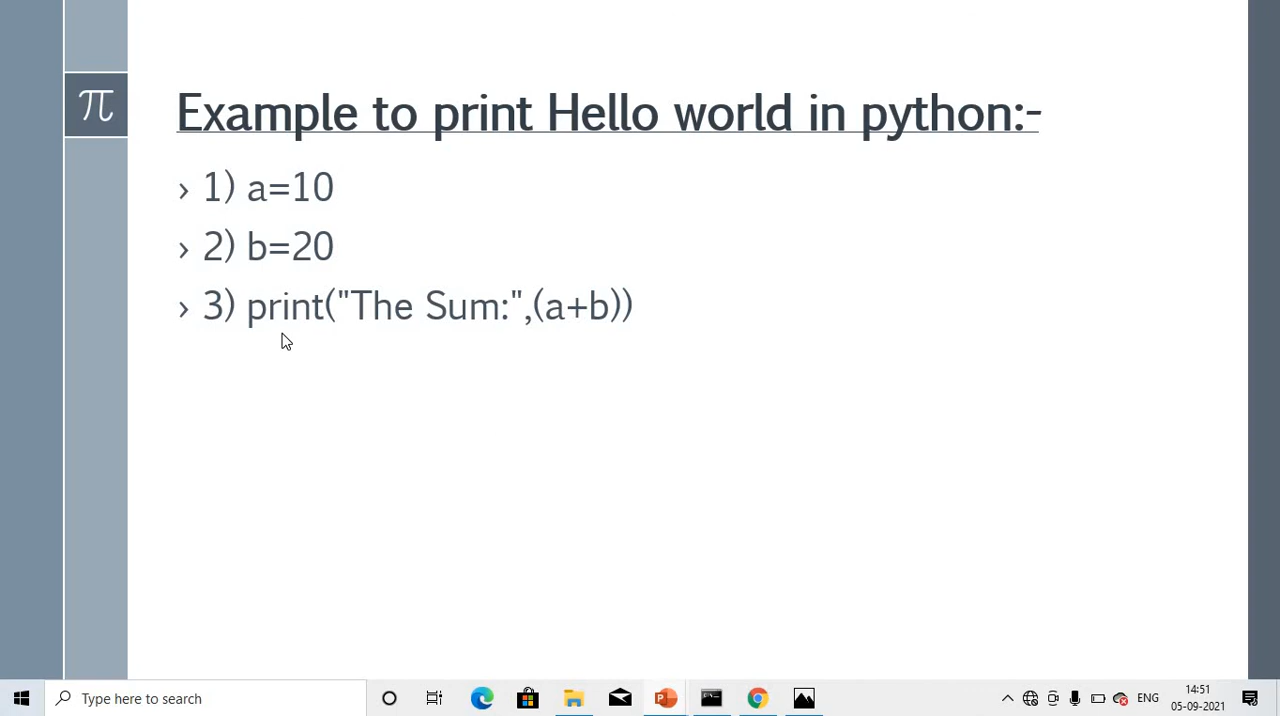 π
Example to print Hello world in python:-
› 1) a=10
› 2) b=20
› 3) print("The Sum:",(a+b))
Type here to search
ENG
14:51
05-09-2021